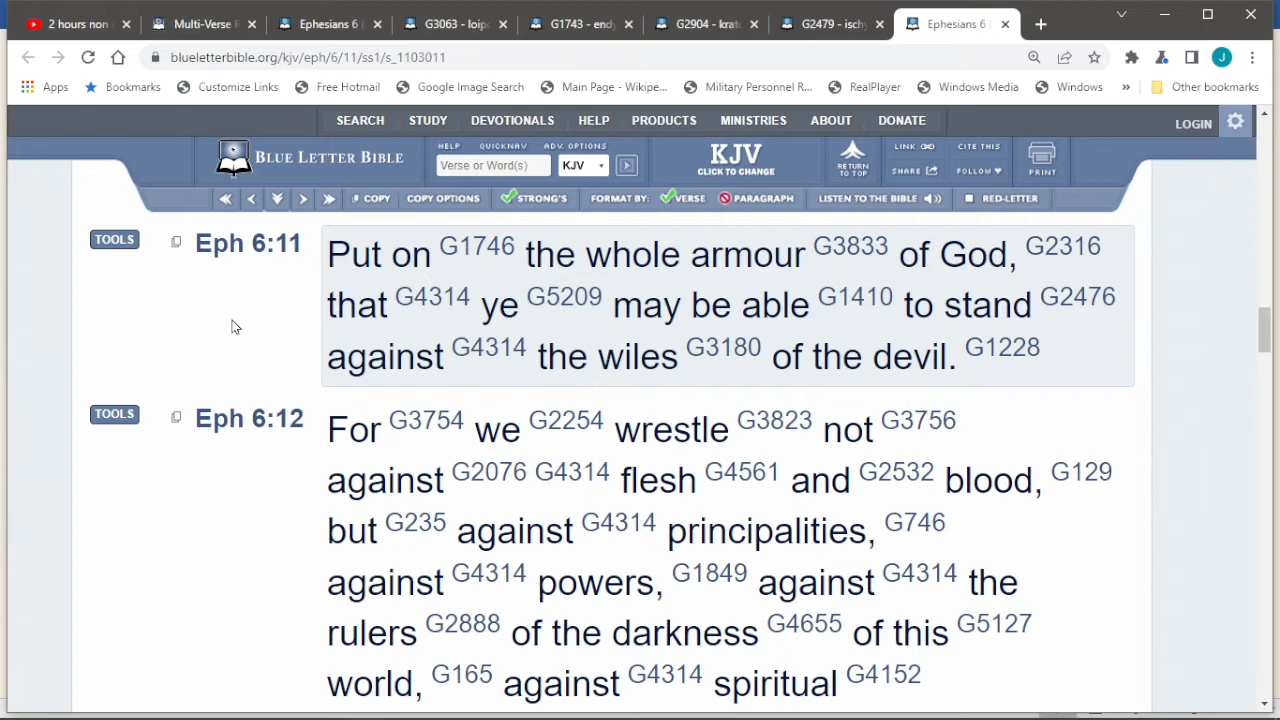 2 hours non
Multi-Verse R
Ephesians 6
G3063 - loip
G1743 - end
G2904 - krat
G2479 - isch
Ephesians 6
blueletterbible.org/kjv/eph/6/11/ss1/s_1103011
J
Apps Bookmarks Customize Links Free Hotmail Google Image Search Main Page - Wikipe... Military Personnel R... RealPlayer Windows Media Windows » Other bookmarks
SEARCH STUDY DEVOTIONALS HELP PRODUCTS MINISTRIES ABOUT DONATE LOGIN
BLUE LETTER BIBLE
HELP QUICKNAV ADV. OPTIONS
Verse or Word(s) KJV
KJV
CLICK TO CHANGE
RETURN
TO TOP
LINK CITE THIS
SHARE FOLLOW
PRINT
COPY COPY OPTIONS STRONG'S FORMAT BY: VERSE PARAGRAPH LISTEN TO THE BIBLE RED-LETTER
TOOLS Eph 6:11 Put on G1746 the whole armour G3833 of God, G2316
that G4314 ye G5209 may be able G1410 to stand G2476
against G4314 the wiles G3180 of the devil. G1228
TOOLS Eph 6:12 For G3754 we G2254 wrestle G3823 not G3756
against G2076 G4314 flesh G4561 and G2532 blood, G129
but G235 against G4314 principalities, G746
against G4314 powers, G1849 against G4314 the
rulers G2888 of the darkness G4655 of this G5127
world, G165 against G4314 spiritual G4152